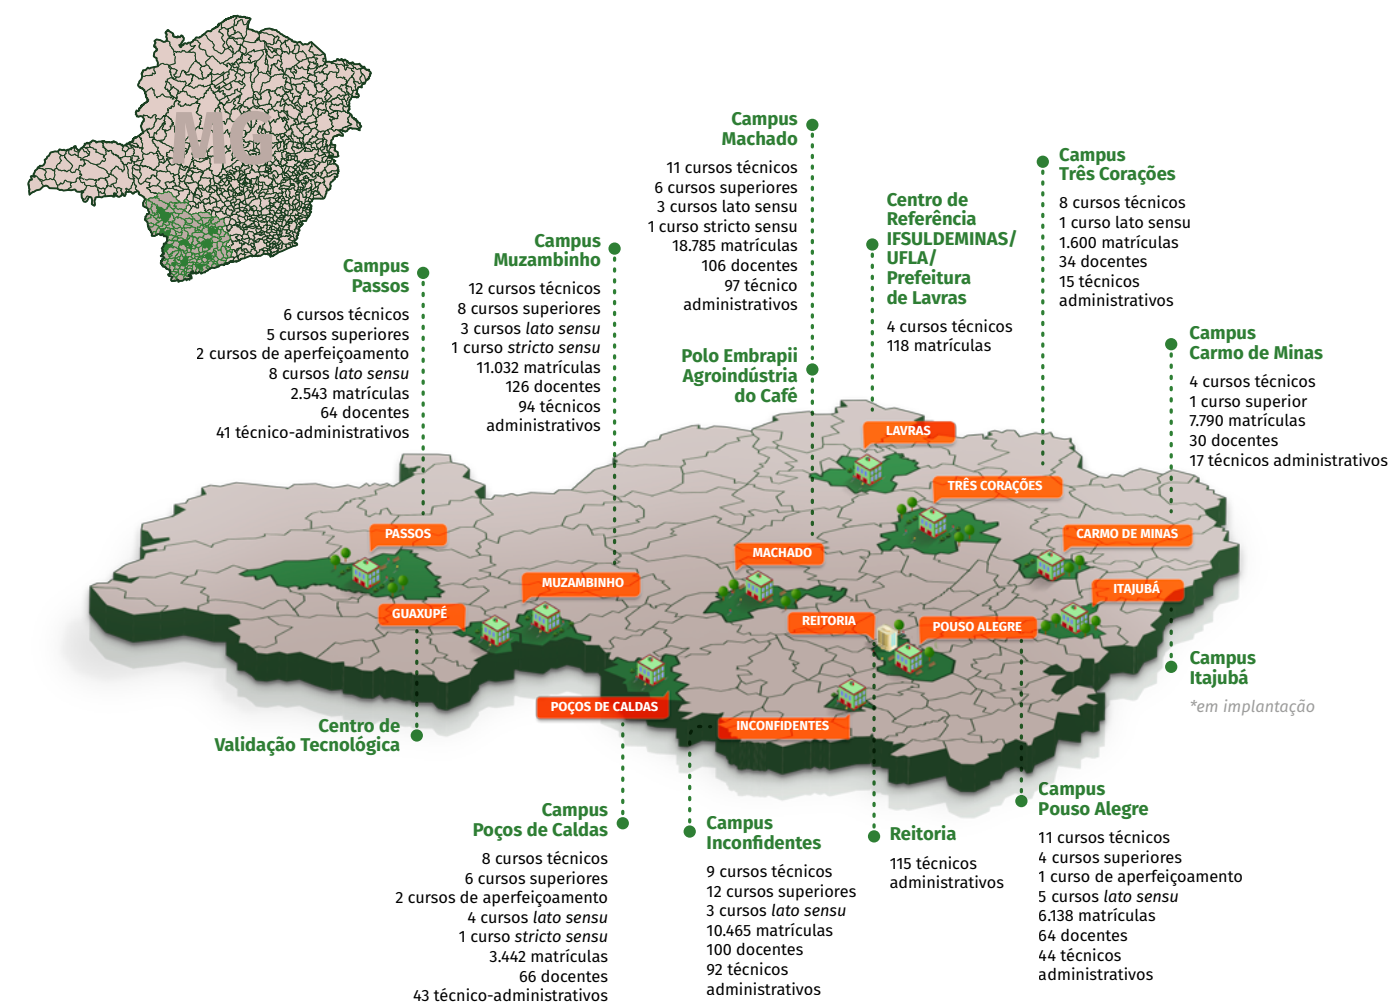 MG
Campus
Machado
11 cursos técnicos
6 cursos superiores
3 cursos lato sensu
1 curso stricto sensu
18.785 matrículas
106 docentes
97 técnico
administrativos
Campus
Três Corações
8 cursos técnicos
1 curso lato sensu
1.600 matrículas
34 docentes
15 técnicos
administrativos
Centro de
Referência
IFSULDEMINAS/
UFLA/
Prefeitura
de Lavras
4 cursos técnicos
118 matrículas
Campus
Muzambinho
12 cursos técnicos
8 cursos superiores
3 cursos lato sensu
1 curso stricto sensu
11.032 matrículas
126 docentes
94 técnicos
administrativos
Campus
Passos
6 cursos técnicos
5 cursos superiores
2 cursos de aperfeiçoamento
8 cursos lato sensu
2.543 matrículas
64 docentes
41 técnico-administrativos
Polo Embrapii
Agroindústria
do Café
Campus
Carmo de Minas
4 cursos técnicos
1 curso superior
7.790 matrículas
30 docentes
17 técnicos administrativos
LAVRAS
TRÊS CORAÇÕES
PASSOS
CARMO DE MINAS
MACHADO
MUZAMBINHO
ITAJUBÁ
GUAXUPÉ
REITORIA
POUSO ALEGRE
POÇOS DE CALDAS
INCONFIDENTES
Campus
Itajubá
*em implantação
Centro de
Validação Tecnológica
Campus
Poços de Caldas
8 cursos técnicos
6 cursos superiores
2 cursos de aperfeiçoamento
4 cursos lato sensu
1 curso stricto sensu
3.442 matrículas
66 docentes
43 técnico-administrativos
Campus
Inconfidentes
9 cursos técnicos
12 cursos superiores
3 cursos lato sensu
10.465 matrículas
100 docentes
92 técnicos
administrativos
Reitoria
115 técnicos
administrativos
Campus
Pouso Alegre
11 cursos técnicos
4 cursos superiores
1 curso de aperfeiçoamento
5 cursos lato sensu
6.138 matrículas
64 docentes
44 técnicos
administrativos